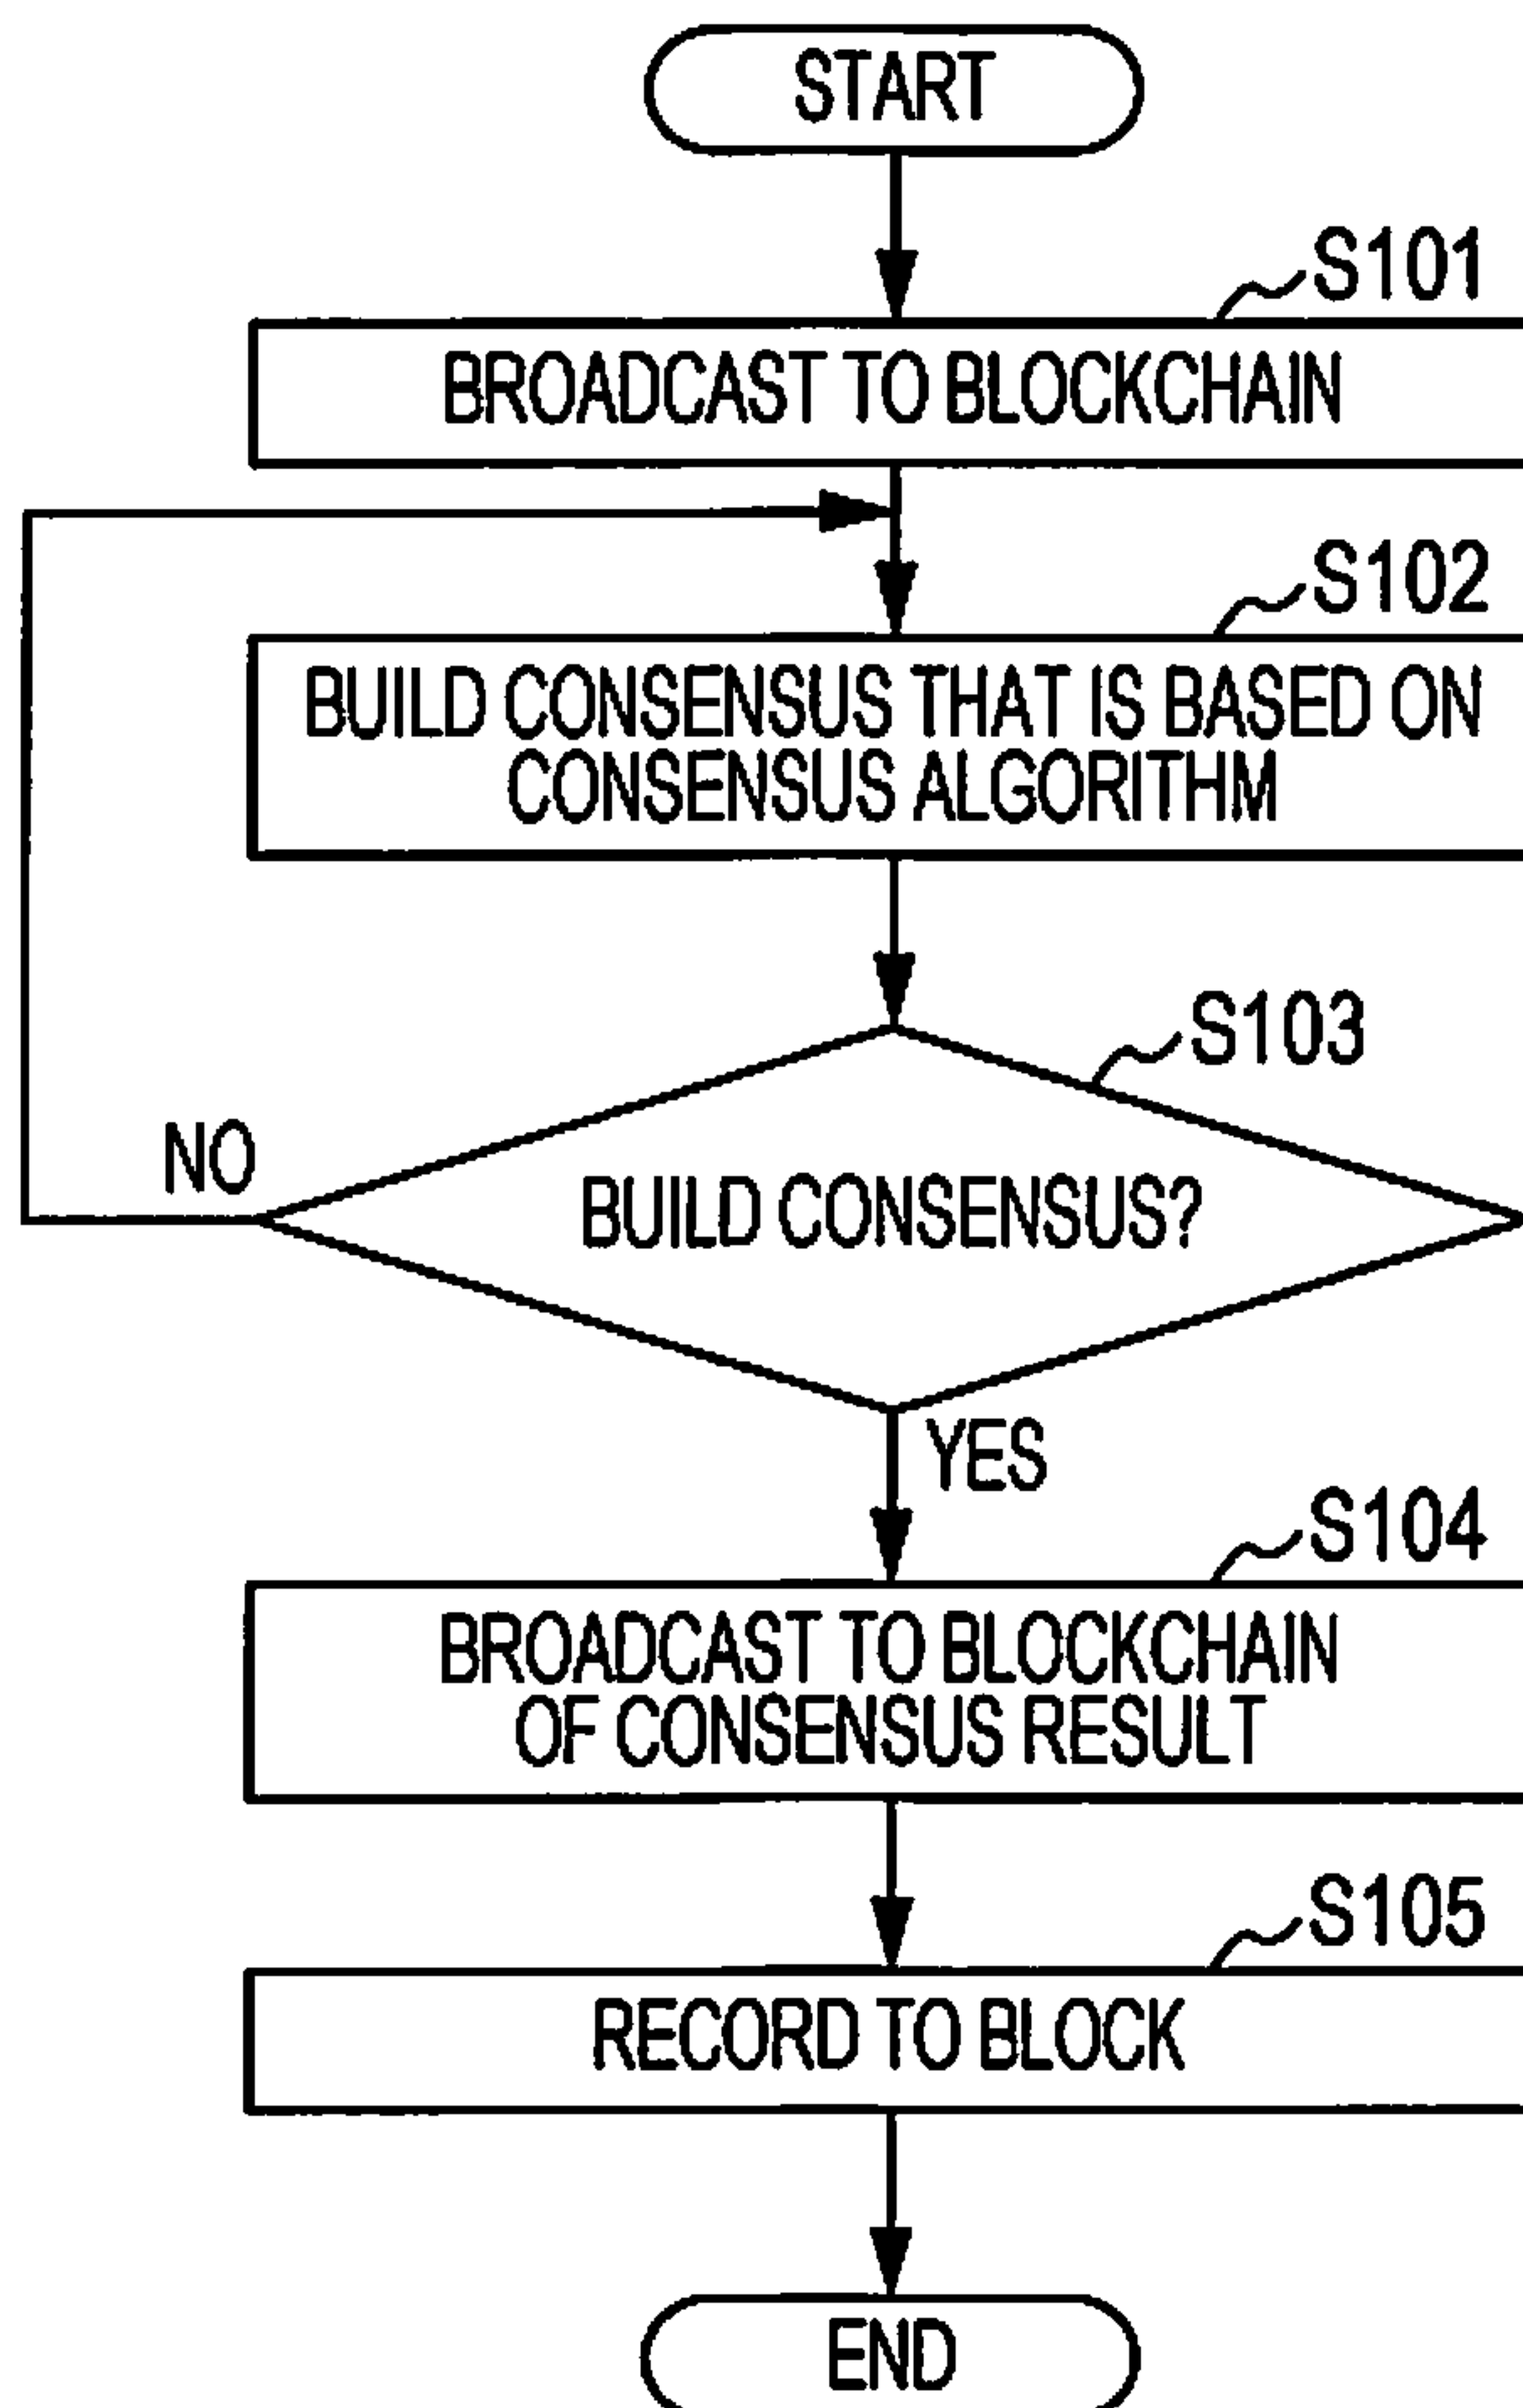 START
S101
BROADCAST TO BLOCKCHAIN
S102
BUILD CONSENSUS THAT IS BASED ON
CONSENSUS ALGORITHM
S103
NO
BUILD CONSENSUS?
YES
S104
BROADCAST TO BLOCKCHAIN
OF CONSENSUS RESULT
S105
RECORD TO BLOCK
END